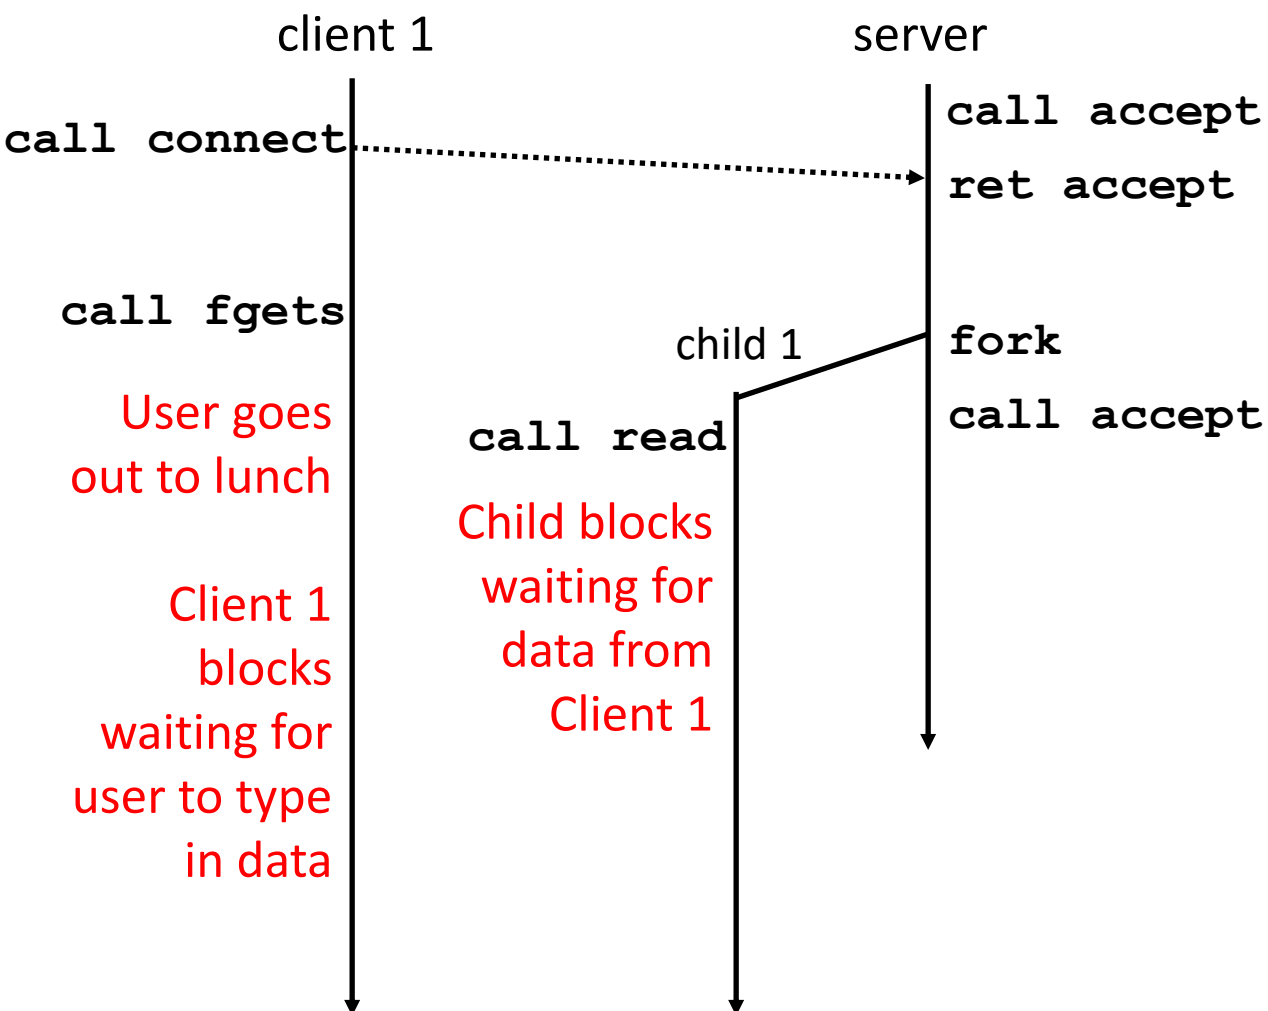 client 1
server
call connect
call accept
ret accept
call fgets
child 1
fork
call accept
call read
User goes
out to lunch
Client 1
blocks
waiting for
user to type
in data
Child blocks
waiting for
data from
Client 1